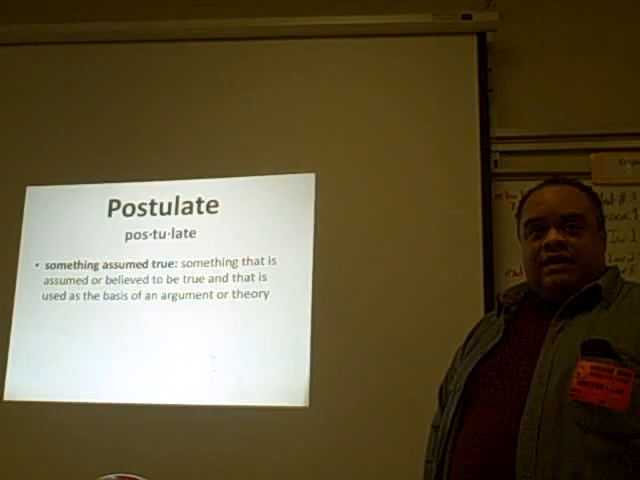 Postulate
pos·tu·late
• something assumed true: something that is
assumed or believed to be true and that is
used as the basis of an argument or theory